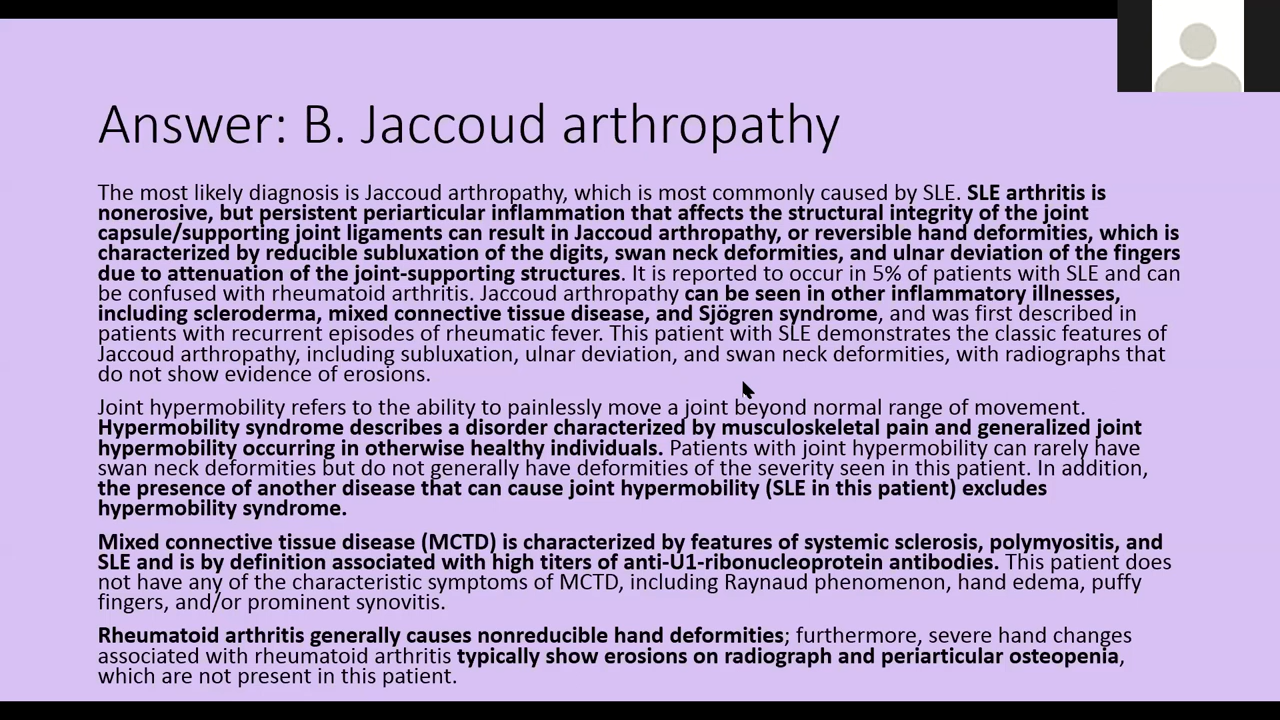 Answer: B. Jaccoud arthropathy
The most likely diagnosis is Jaccoud arthropathy, which is most commonly caused by SLE. SLE arthritis is
nonerosive, but persistent periarticular inflammation that affects the structural integrity of the joint
capsule/supporting joint ligaments can result in Jaccoud arthropathy, or reversible hand deformities, which is
characterized by reducible subluxation of the digits, swan neck deformities, and ulnar deviation of the fingers
due to attenuation of the joint-supporting structures. It is reported to occur in 5% of patients with SLE and can
be confused with rheumatoid arthritis. Jaccoud arthropathy can be seen in other inflammatory illnesses,
including scleroderma, mixed connective tissue disease, and Sjögren syndrome, and was first described in
patients with recurrent episodes of rheumatic fever. This patient with SLE demonstrates the classic features of
Jaccoud arthropathy, including subluxation, ulnar deviation, and swan neck deformities, with radiographs that
do not show evidence of erosions.
Joint hypermobility refers to the ability to painlessly move a joint beyond normal range of movement.
Hypermobility syndrome describes a disorder characterized by musculoskeletal pain and generalized joint
hypermobility occurring in otherwise healthy individuals. Patients with joint hypermobility can rarely have
swan neck deformities but do not generally have deformities of the severity seen in this patient. In addition,
the presence of another disease that can cause joint hypermobility (SLE in this patient) excludes
hypermobility syndrome.
Mixed connective tissue disease (MCTD) is characterized by features of systemic sclerosis, polymyositis, and
SLE and is by definition associated with high titers of anti-U1-ribonucleoprotein antibodies. This patient does
not have any of the characteristic symptoms of MCTD, including Raynaud phenomenon, hand edema, puffy
fingers, and/or prominent synovitis.
Rheumatoid arthritis generally causes nonreducible hand deformities; furthermore, severe hand changes
associated with rheumatoid arthritis typically show erosions on radiograph and periarticular osteopenia,
which are not present in this patient.